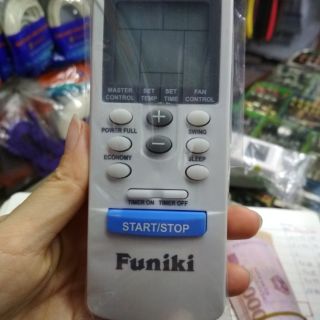 MASTER CONTROL SET TEMP SET TIME FAN CONTROL
POWER FULL SWING
ECONOMY SLEEP
TIMER ON TIMER OFF
START/STOP
Funiki